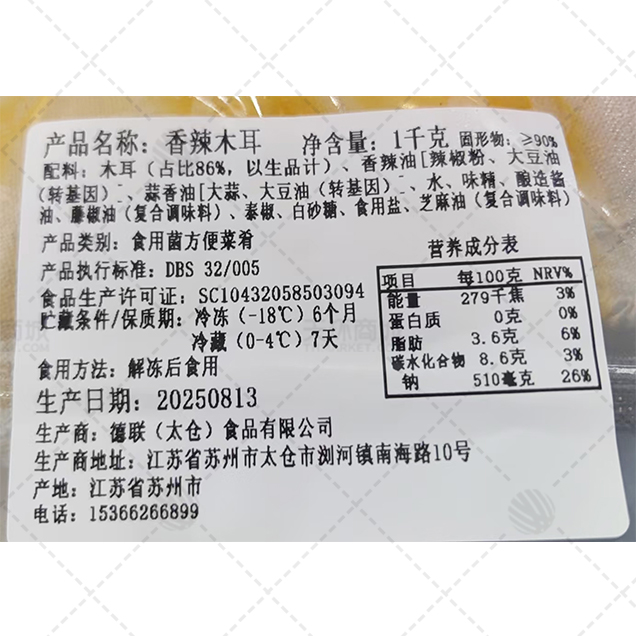 产品名称：香辣木耳 净含量：1千克 固形物：≥90%
配料：木耳（占比86%，以生品计）、香辣油[辣椒粉、大豆油
（转基因）]、蒜香油[大蒜、大豆油（转基因）]、水、味精、酿造酱
油、藤椒油（复合调味料）、泰椒、白砂糖、食用盐、芝麻油（复合调味料）
产品类别：食用菌方便菜肴
产品执行标准：DBS 32/005
食品生产许可证：SC10432058503094
贮藏条件/保质期：冷冻（-18℃）6个月
冷藏（0-4℃）7天
食用方法：解冻后食用
生产日期：20250813
生产商：德联（太仓）食品有限公司
生产商地址：江苏省苏州市太仓市浏河镇南海路10号
产地：江苏省苏州市
电话：15366266899
营养成分表
项目 每100克 NRV%
能量 279千焦 3%
蛋白质 0克 0%
脂肪 3.6克 6%
碳水化合物 8.6克 3%
钠 510毫克 26%